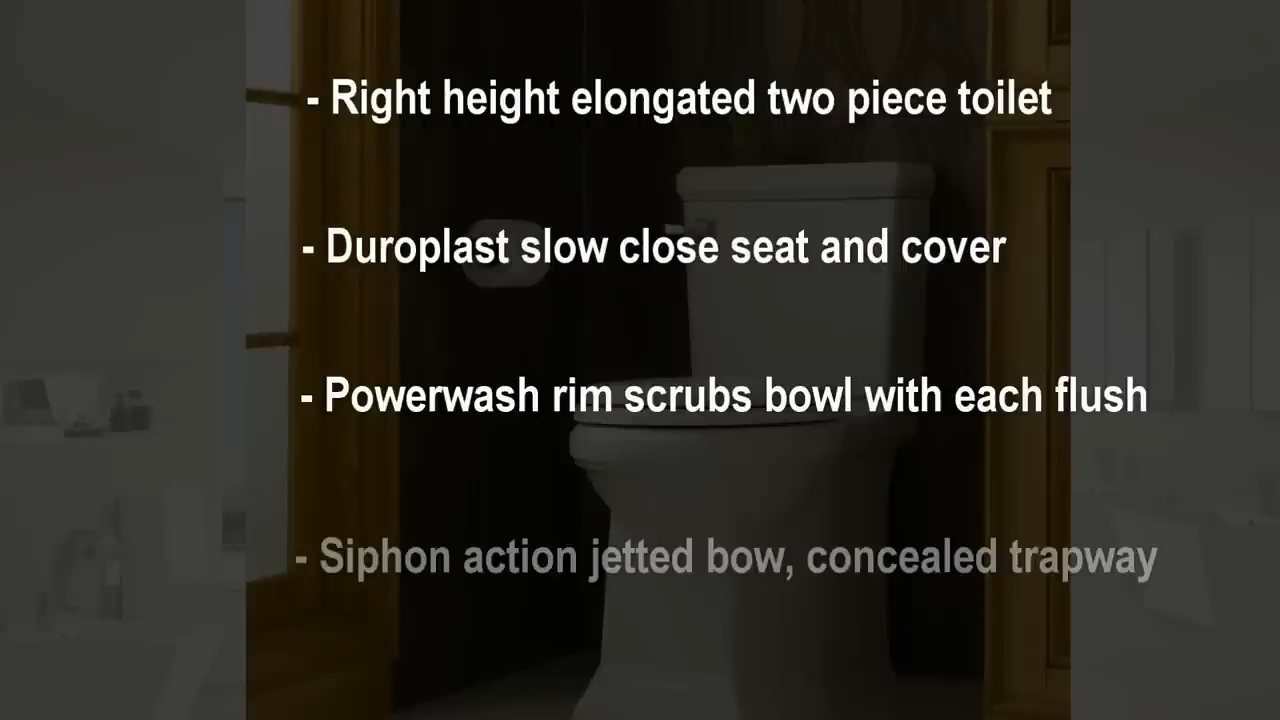 - Right height elongated two piece toilet
- Duroplast slow close seat and cover
- Powerwash rim scrubs bowl with each flush
- Siphon action jetted bow, concealed trapway